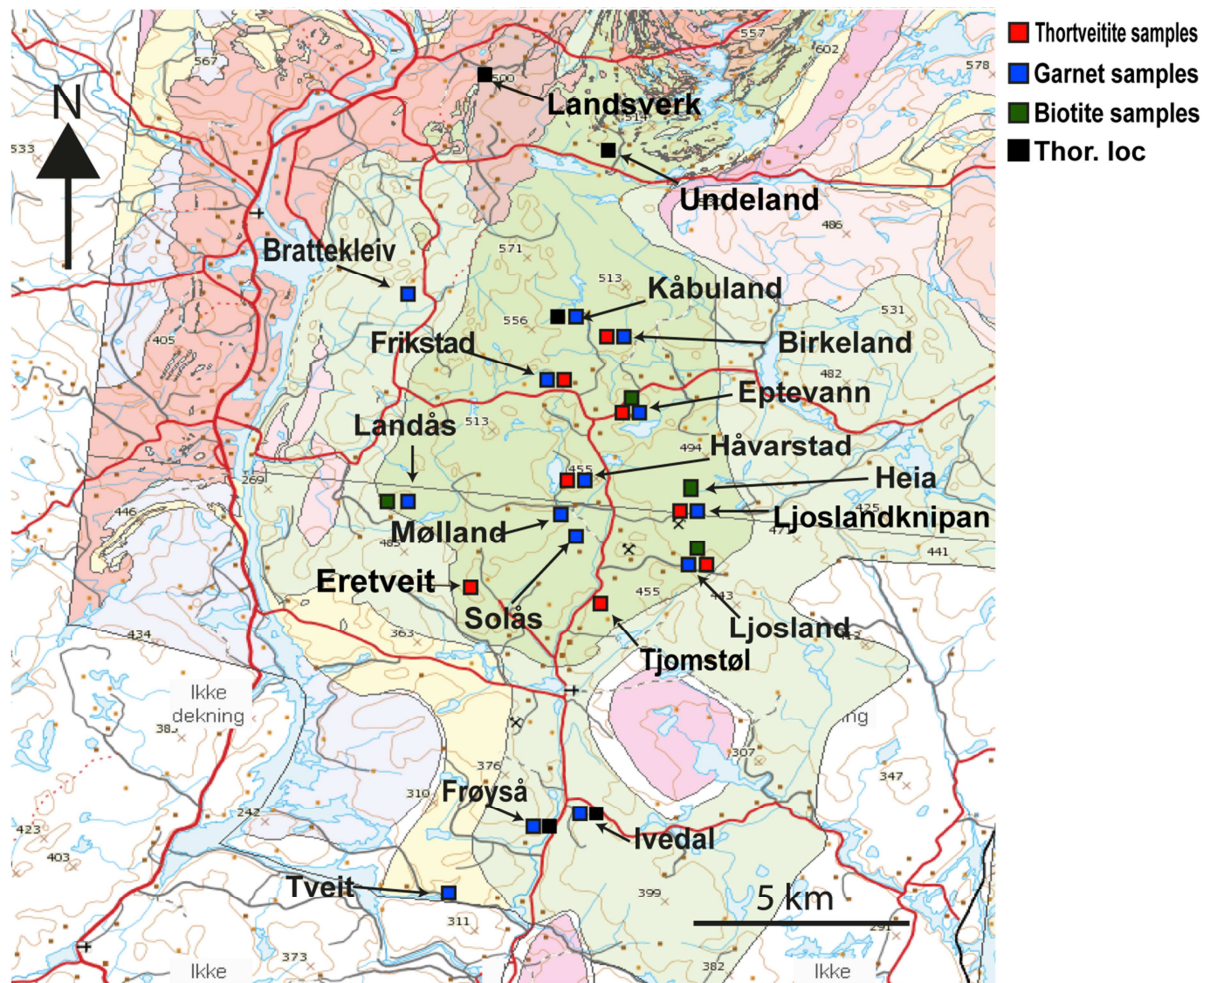 557
602
Thortveitite samples
567
578
Garnet samples
500
N
Landsverk
Biotite samples
514
533
Thor. loc
Undeland
486
Brattekleiv
571
513
Kåbuland
531
556
405
Frikstad
Birkeland
482
Eptevann
513
Landås
494
Håvarstad
455
Heia
269
446
425
Ljoslandknipan
Mølland
485
441
Eretveit
455
443
Solås
434
363
Ljosland
Tjomstøl
Ikke
dekning
307
376
347
310
Frøyså
242
423
Ivedal
403
Tveit
399
5 km
311
291
373
382
Ikke
Ikke